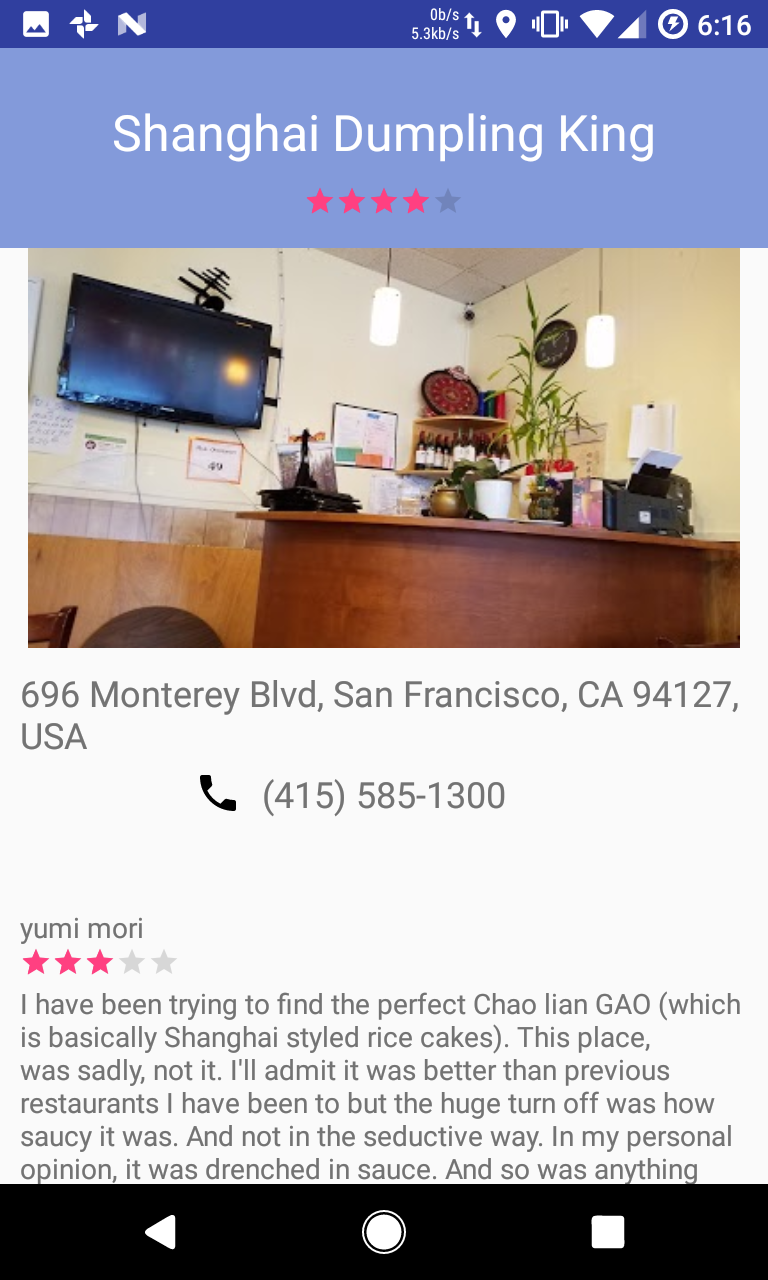 0b/s
5.3kb/s
6:16
Shanghai Dumpling King
49
696 Monterey Blvd, San Francisco, CA 94127,
USA
(415) 585-1300
yumi mori
I have been trying to find the perfect Chao lian GAO (which
is basically Shanghai styled rice cakes). This place,
was sadly, not it. I'll admit it was better than previous
restaurants I have been to but the huge turn off was how
saucy it was. And not in the seductive way. In my personal
opinion, it was drenched in sauce. And so was anything